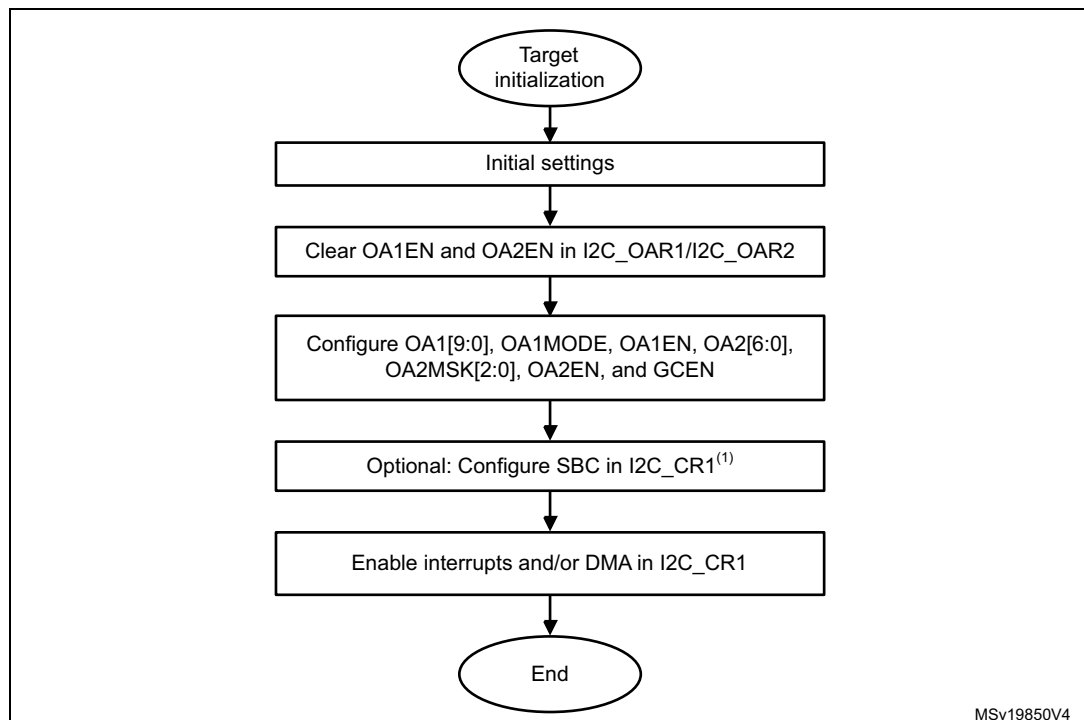 Target
initialization
Initial settings
Clear OA1EN and OA2EN in I2C_OAR1/I2C_OAR2
Configure OA1[9:0], OA1MODE, OA1EN, OA2[6:0],
OA2MSK[2:0], OA2EN, and GCEN
Optional: Configure SBC in I2C_CR1(1)
Enable interrupts and/or DMA in I2C_CR1
End
MSv19850V4